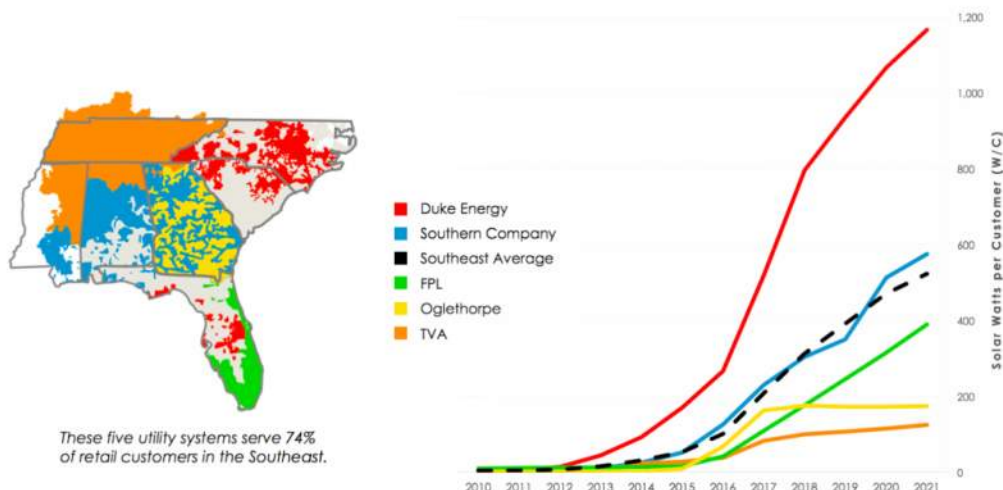 Duke Energy
Southern Company
Southeast Average
FPL
Oglethorpe
TVA
These five utility systems serve 74%
of retail customers in the Southeast.
1,200
1,000
800
600
400
200
0
Solar Watts per Customer (W/C)
2010 2011 2012 2013 2014 2015 2016 2017 2018 2019 2020 2021